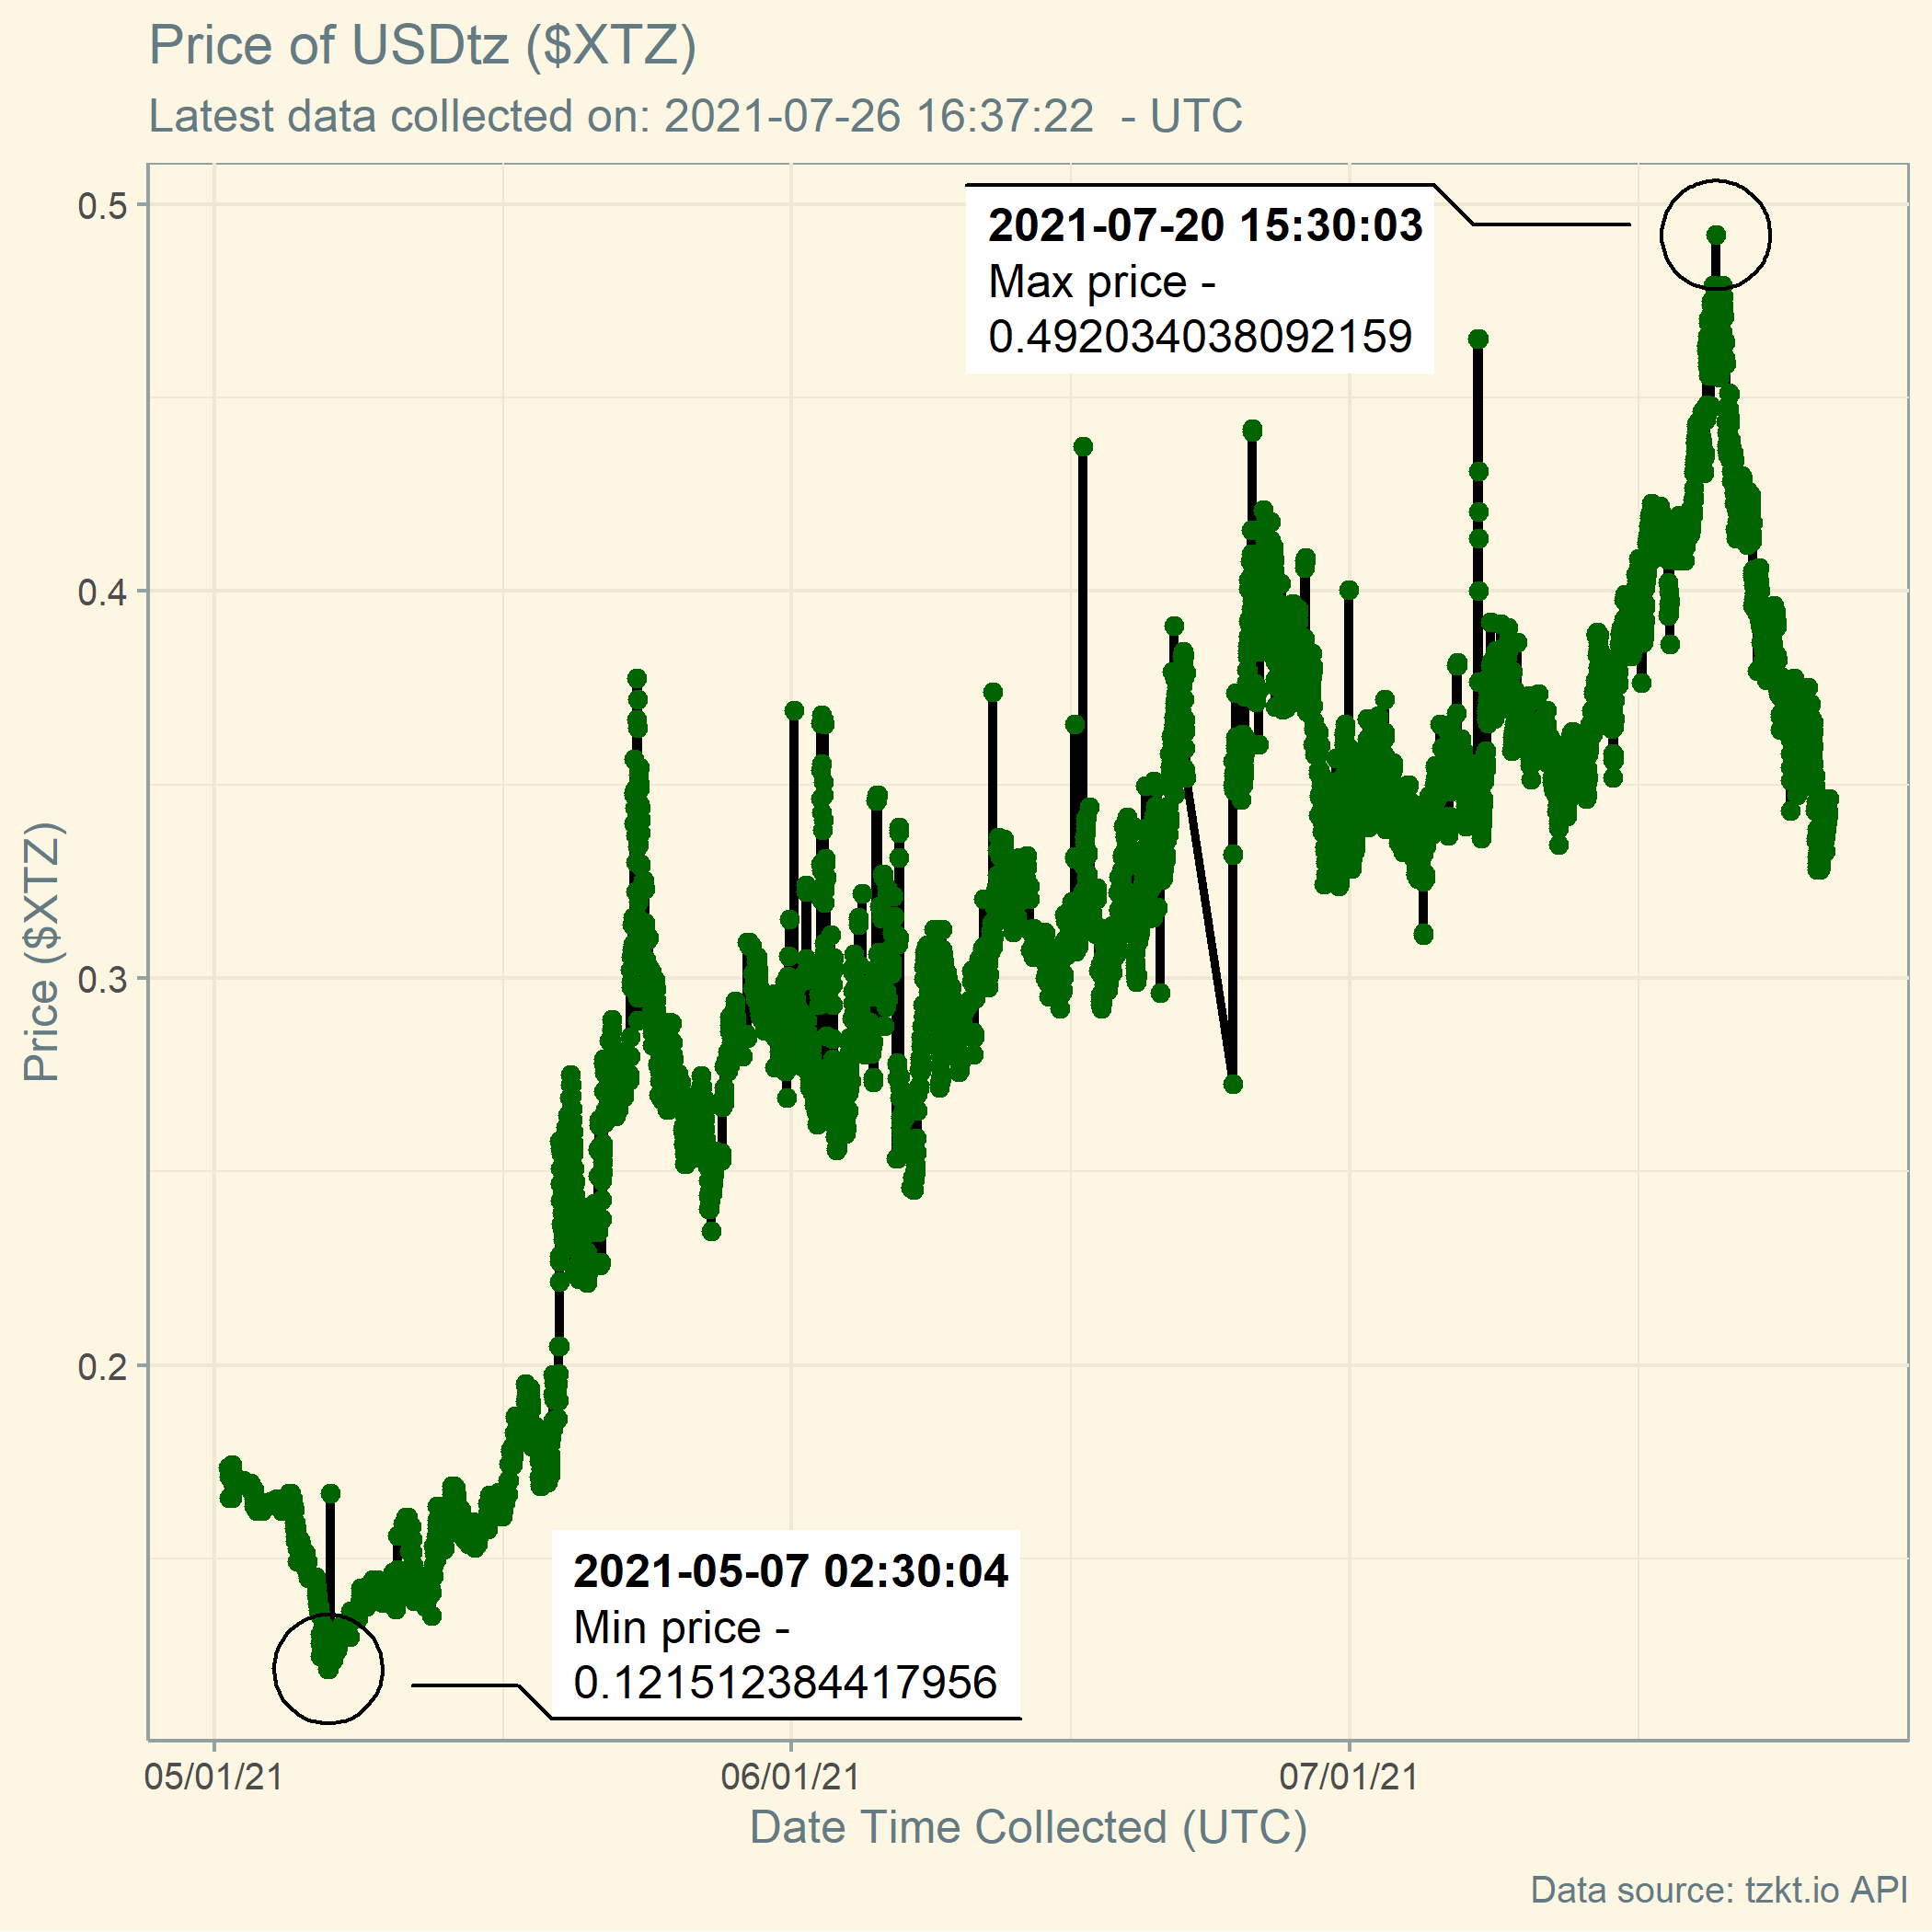 Price of USDtz ($XTZ)
Latest data collected on: 2021-07-26 16:37:22  - UTC
0.5
0.4
0.3
0.2
Price ($XTZ)
2021-07-20 15:30:03
Max price -
0.492034038092159
2021-05-07 02:30:04
Min price -
0.121512384417956
05/01/21
06/01/21
07/01/21
Date Time Collected (UTC)
Data source: tzkt.io API